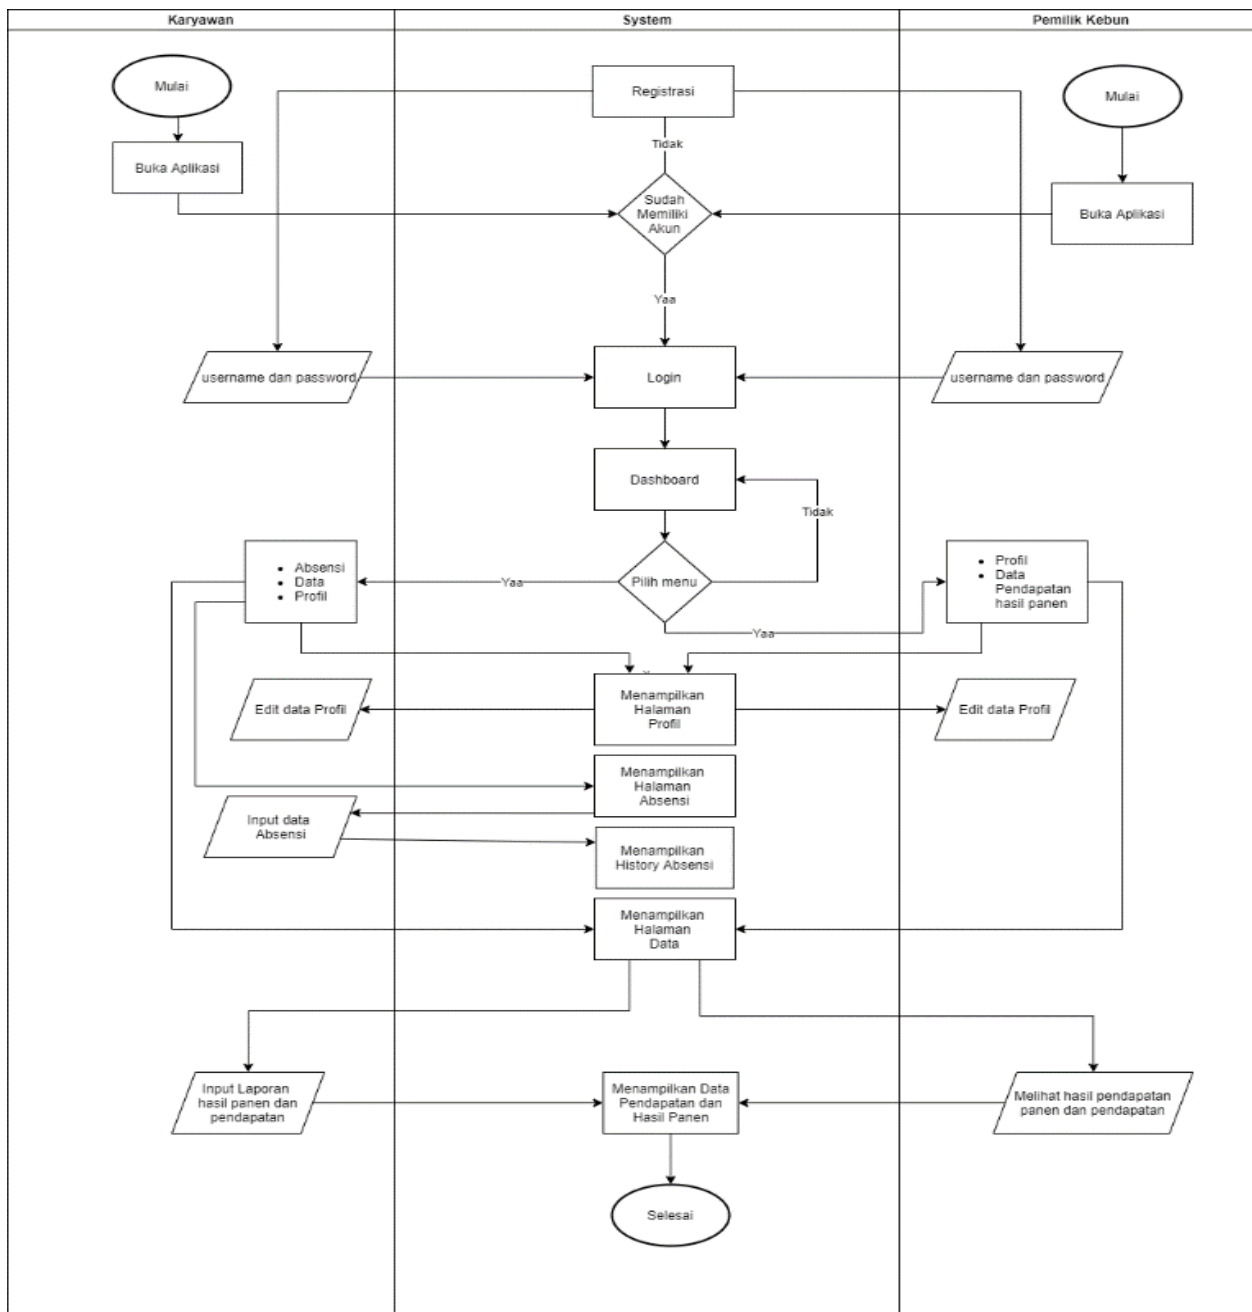 Karyawan
System
Pemilik Kebun
Mulai
Registrasi
Mulai
Tidak
Buka Aplikasi
Sudah
Memiliki
Akun
Buka Aplikasi
Yaa
username dan password
Login
username dan password
Dashboard
Tidak
Absensi
Data
Profil
Yaa
Pilih menu
Profil
Data
Pendapatan
hasil panen
Yaa
Edit data Profil
Menampilkan
Halaman
Profil
Edit data Profil
Menampilkan
Halaman
Absensi
Input data
Absensi
Menampilkan
History Absensi
Menampilkan
Halaman
Data
Input Laporan
hasil panen dan
pendapatan
Menampilkan Data
Pendapatan dan
Hasil Panen
Melihat hasil pendapatan
panen dan pendapatan
Selesai